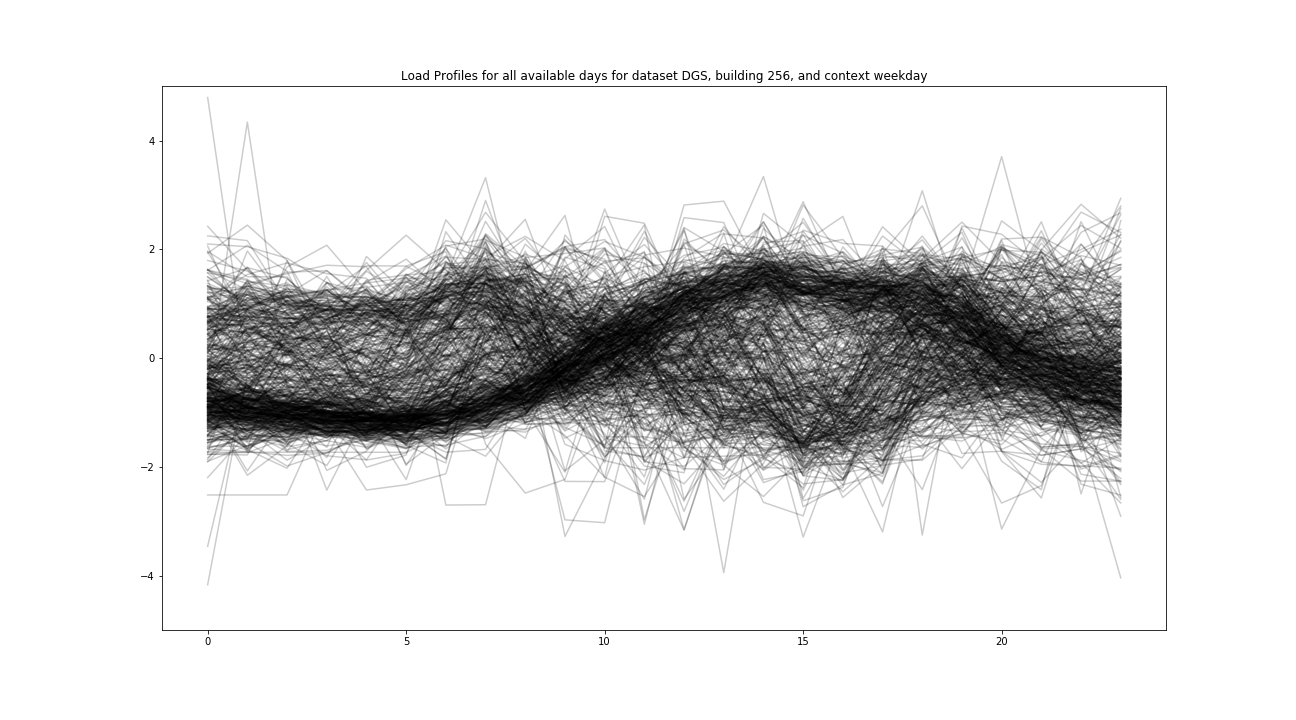 Load Profiles for all available days for dataset DGS, building 256, and context weekday
4
2
0
−2
−4
0 5 10 15 20